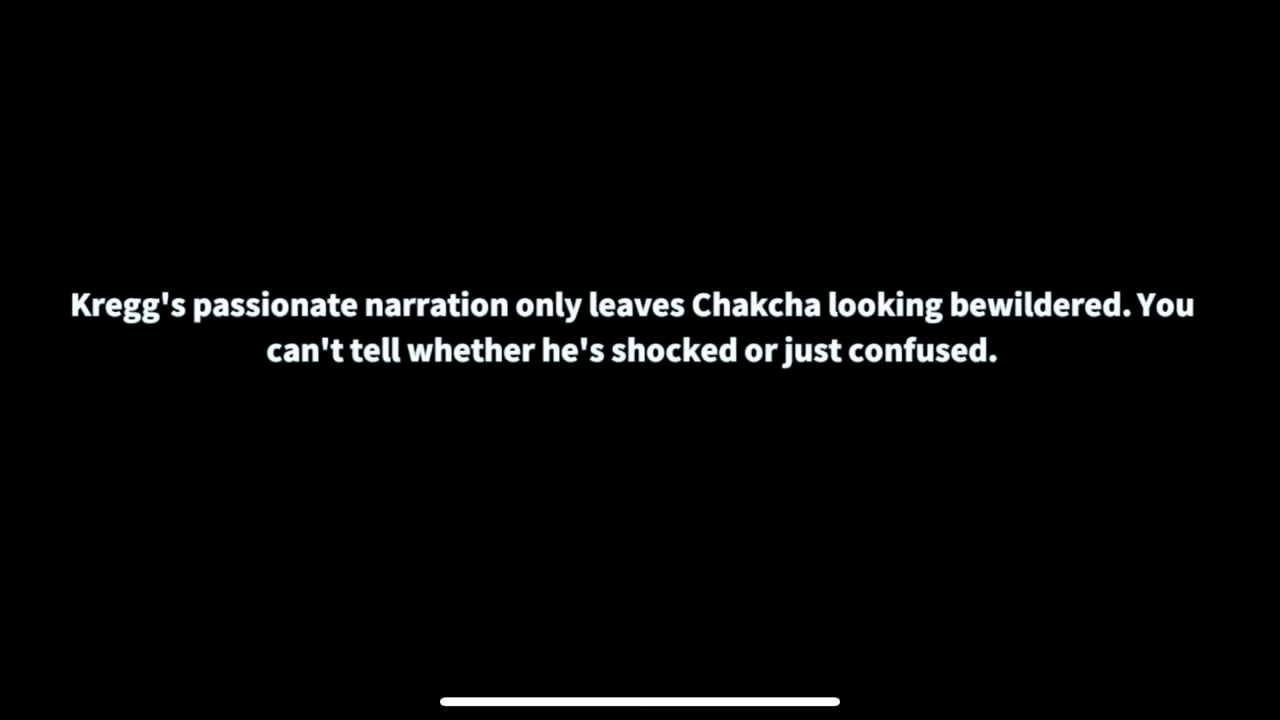 Kregg's passionate narration only leaves Chakcha looking bewildered. You
can't tell whether he's shocked or just confused.